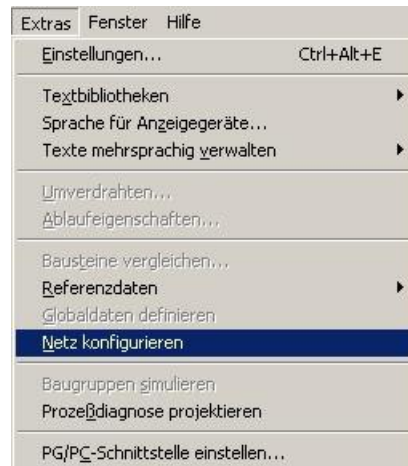 Extras Fenster Hilfe
Einstellungen... Ctrl+Alt+E
Textbibliotheken
Sprache für Anzeigegeräte...
Texte mehrsprachig verwalten
Umverdrahten...
Ablaufeigenschaften...
Bausteine vergleichen...
Referenzdaten
Globaldaten definieren
Netz konfigurieren
Baugruppen simulieren
Prozeßdiagnose projektieren
PG/PC-Schnittstelle einstellen...